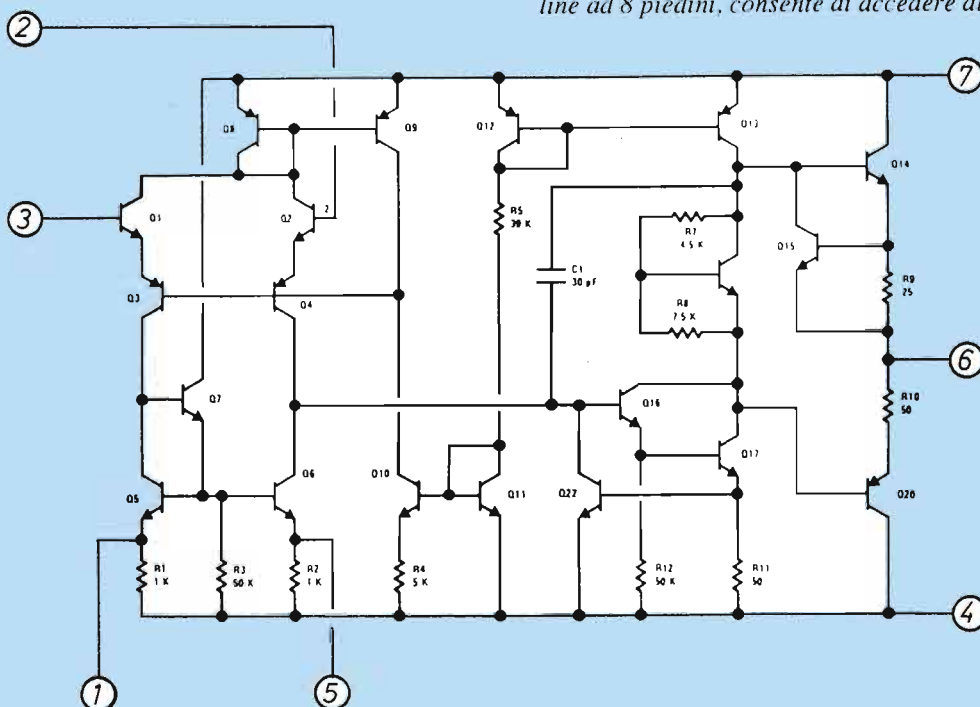 line ad 8 piedini, consente di accedere al
2
7
Q8
Q9
Q12
Q13
Q14
3
Q1
Q2
2
R5
39 K
R7
4.5 K
Q15
R9
25
C1
30 pF
Q3
Q4
R8
7.5 K
6
Q7
Q16
R10
50
Q5
Q6
Q10
Q11
Q22
Q17
Q20
R1
1 K
R3
50 K
R2
1 K
R4
5 K
R12
50 K
R11
50
4
1
5